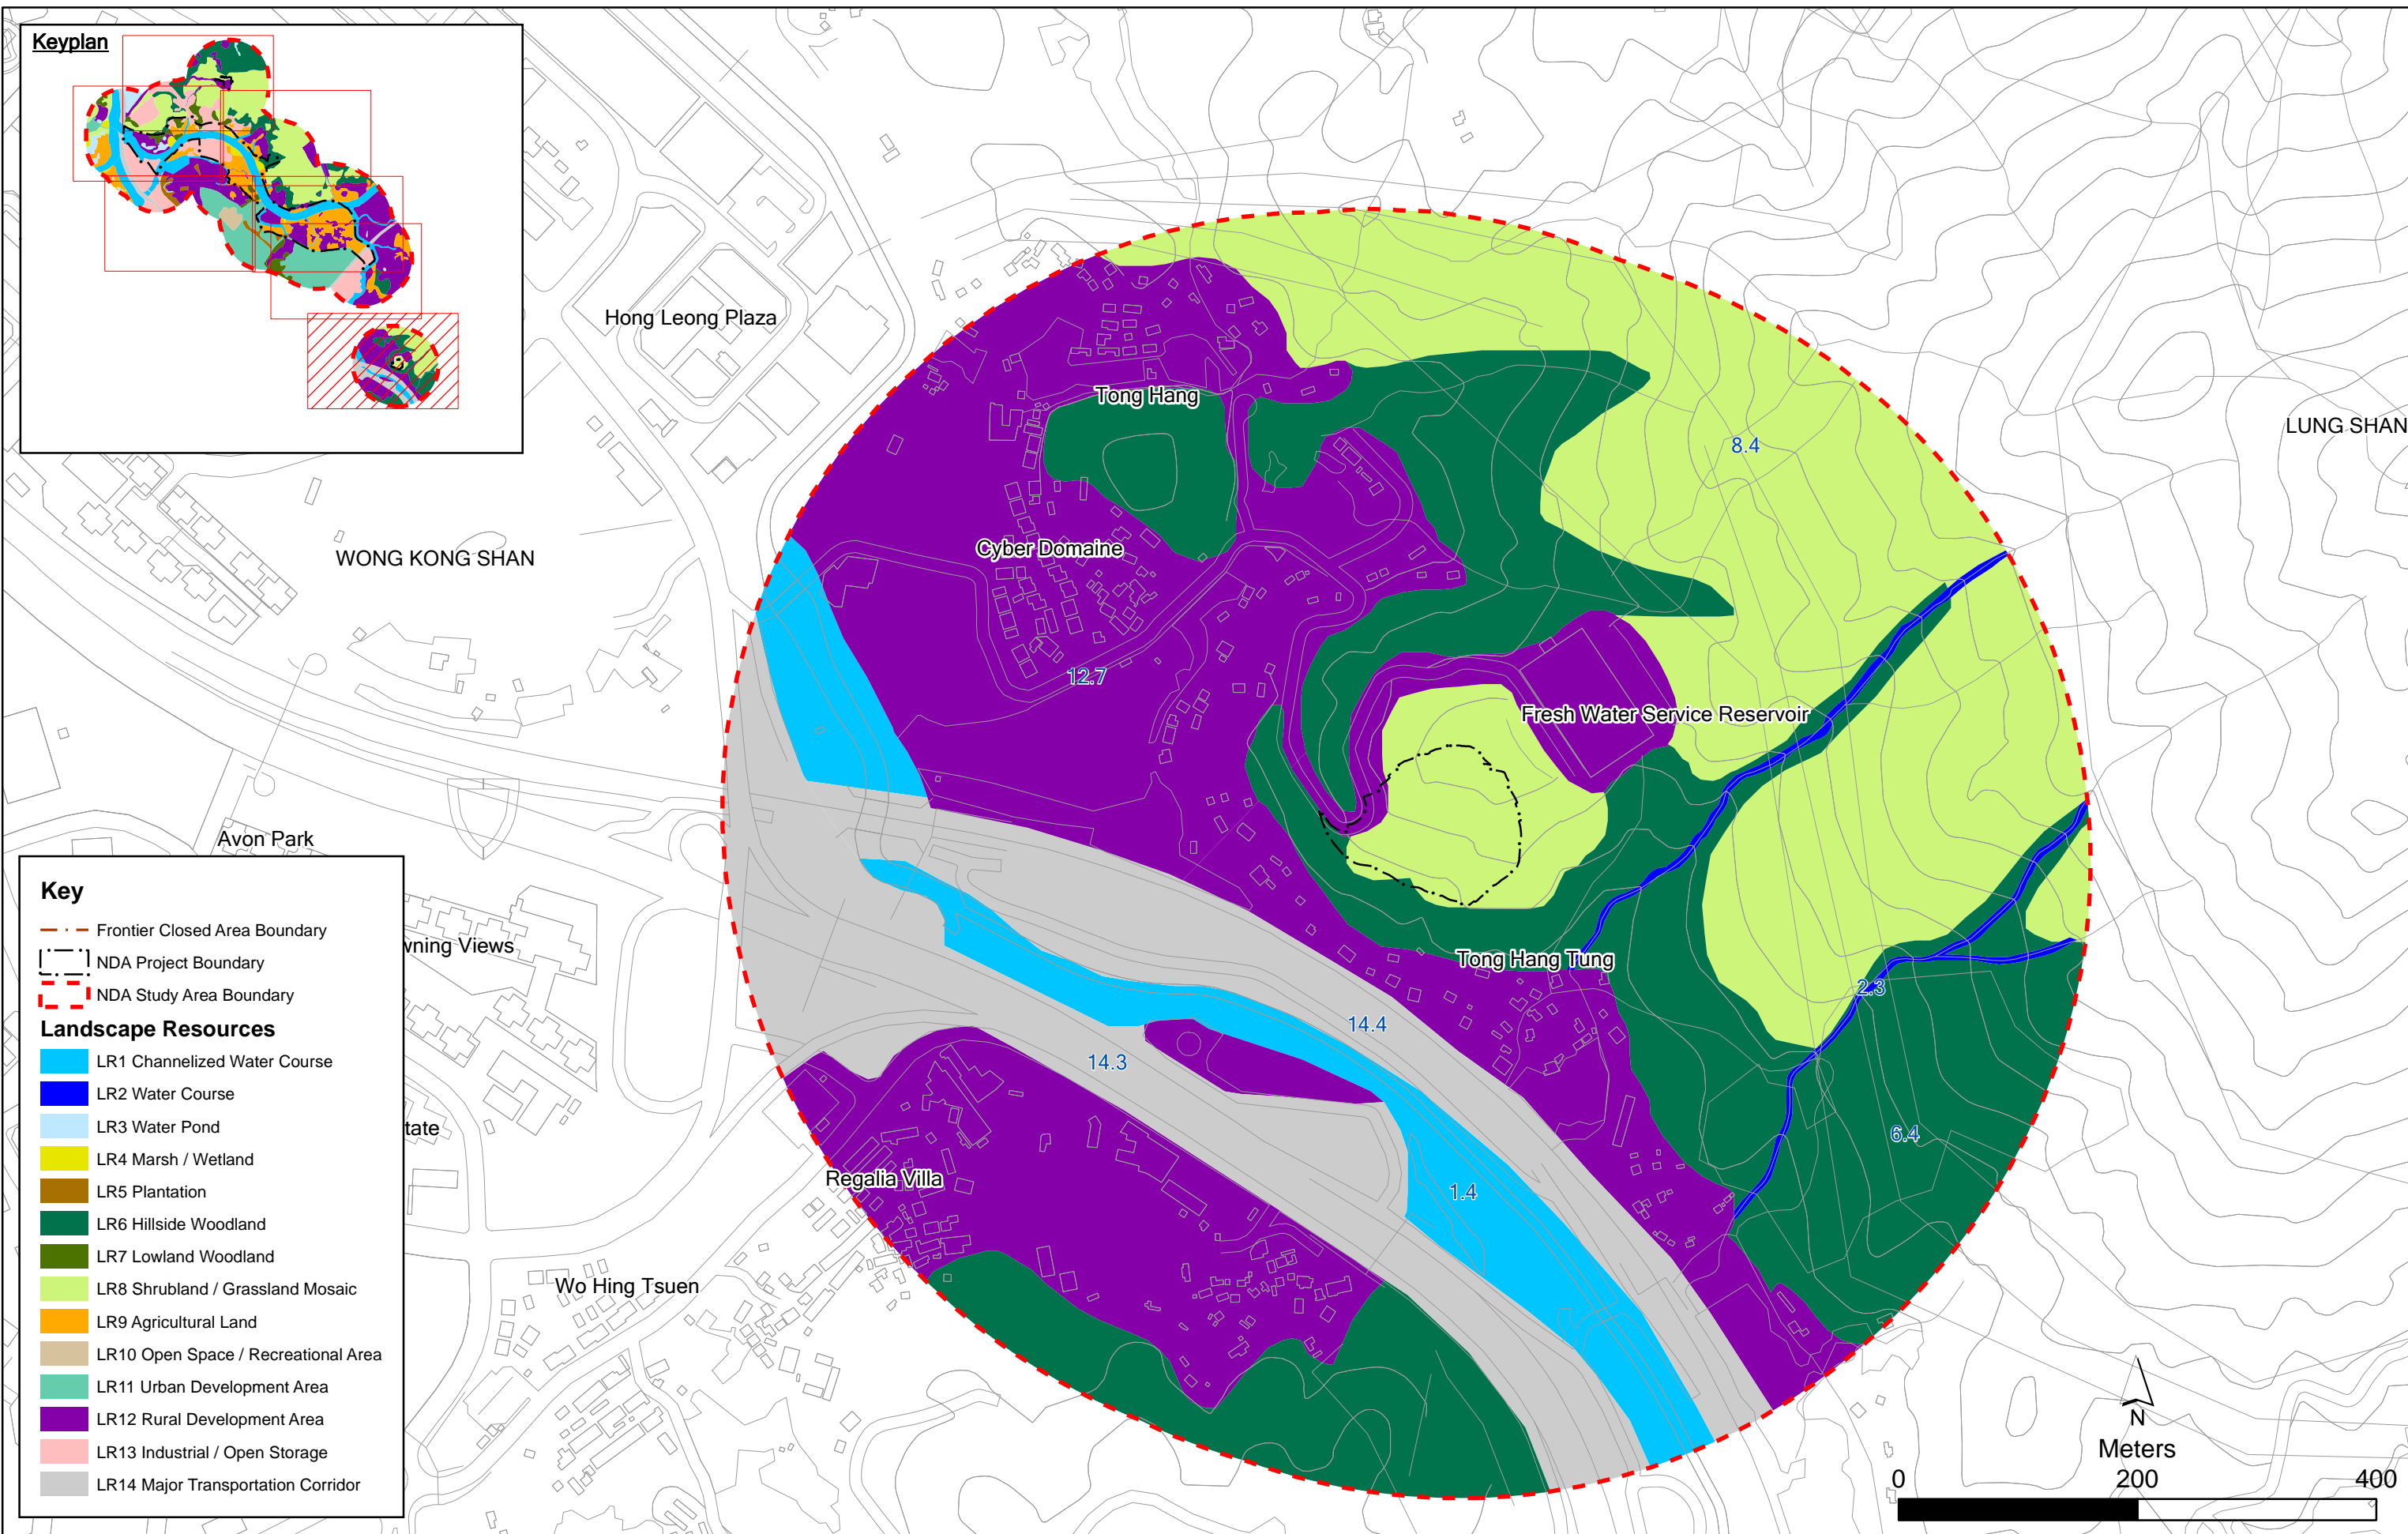 Keyplan
Hong Leong Plaza
Tong Hang
LUNG SHAN
8.4
WONG KONG SHAN
Cyber Domaine
12.7
Fresh Water Service Reservoir
Avon Park
wning Views
Tong Hang Tung
2.3
14.4
14.3
tate
6.4
Regalia Villa
1.4
Wo Hing Tsuen
Key
Frontier Closed Area Boundary
NDA Project Boundary
NDA Study Area Boundary
Landscape Resources
LR1 Channelized Water Course
LR2 Water Course
LR3 Water Pond
LR4 Marsh / Wetland
LR5 Plantation
LR6 Hillside Woodland
LR7 Lowland Woodland
LR8 Shrubland / Grassland Mosaic
LR9 Agricultural Land
LR10 Open Space / Recreational Area
LR11 Urban Development Area
LR12 Rural Development Area
LR13 Industrial / Open Storage
LR14 Major Transportation Corridor
N
Meters
0 200 400